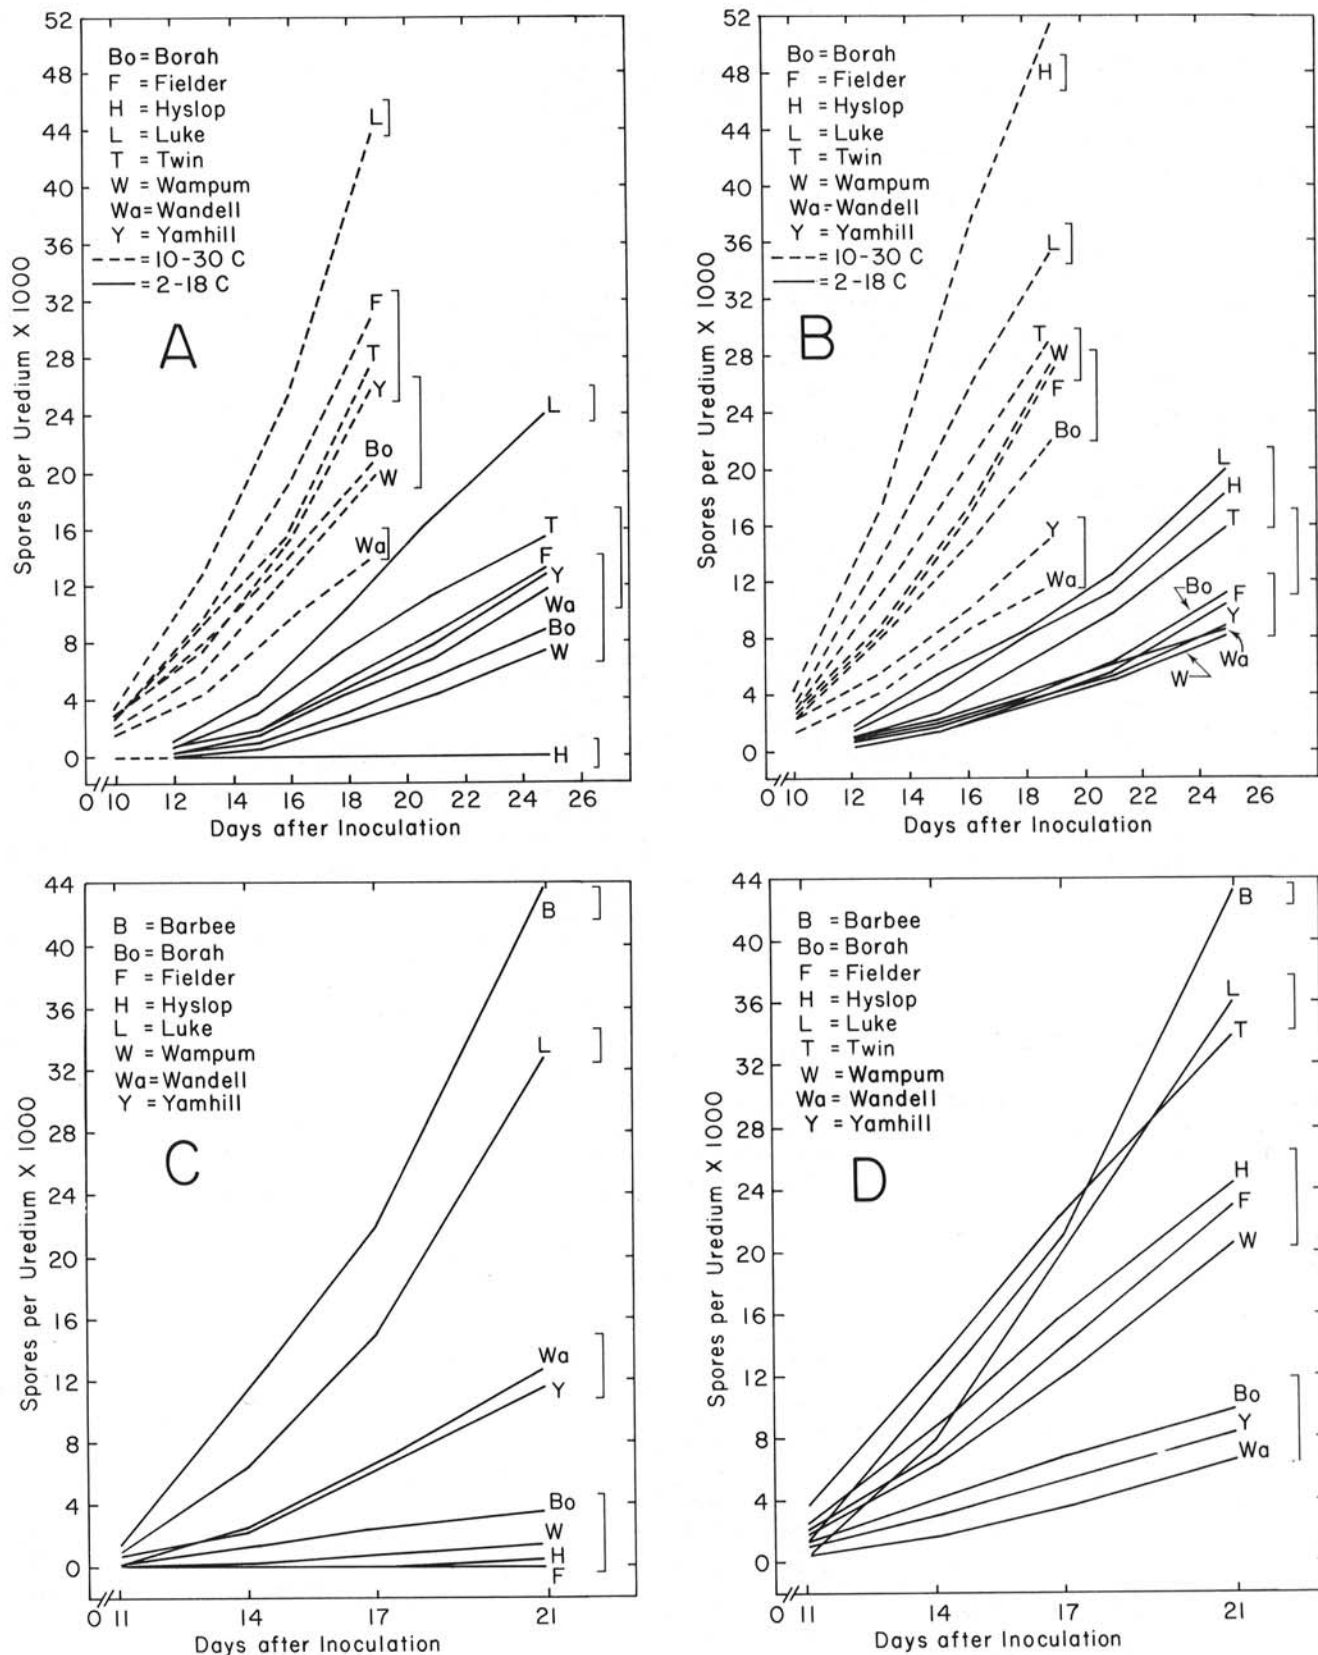 52
48
44
40
36
32
28
24
20
16
12
8
4
0
Spores per Uredium X 1000
Bo = Borah
F = Fielder
H = Hyslop
L = Luke
T = Twin
W = Wampum
Wa = Wandell
Y = Yamhill
--- = 10-30 C
— = 2-18 C
A
L
F
T
Y
Bo
W
Wa
L
T
F
Y
Wa
Bo
W
H
0 10 12 14 16 18 20 22 24 26
Days after Inoculation
52
48
44
40
36
32
28
24
20
16
12
8
4
0
Spores per Uredium X 1000
Bo = Borah
F = Fielder
H = Hyslop
L = Luke
T = Twin
W = Wampum
Wa = Wandell
Y = Yamhill
--- = 10-30 C
— = 2-18 C
B
H
L
T
W
F
Bo
Y
Wa
L
H
T
Bo
F
Y
Wa
W
0 10 12 14 16 18 20 22 24 26
Days after Inoculation
44
40
36
32
28
24
20
16
12
8
4
0
Spores per Uredium X 1000
B = Barbee
Bo = Borah
F = Fielder
H = Hyslop
L = Luke
W = Wampum
Wa = Wandell
Y = Yamhill
C
B
L
Wa
Y
Bo
W
H
F
0 11 14 17 21
Days after Inoculation
44
40
36
32
28
24
20
16
12
8
4
0
Spores per Uredium X 1000
B = Barbee
Bo = Borah
F = Fielder
H = Hyslop
L = Luke
T = Twin
W = Wampum
Wa = Wandell
Y = Yamhill
D
B
L
T
H
F
W
Bo
Y
Wa
0 11 14 17 21
Days after Inoculation